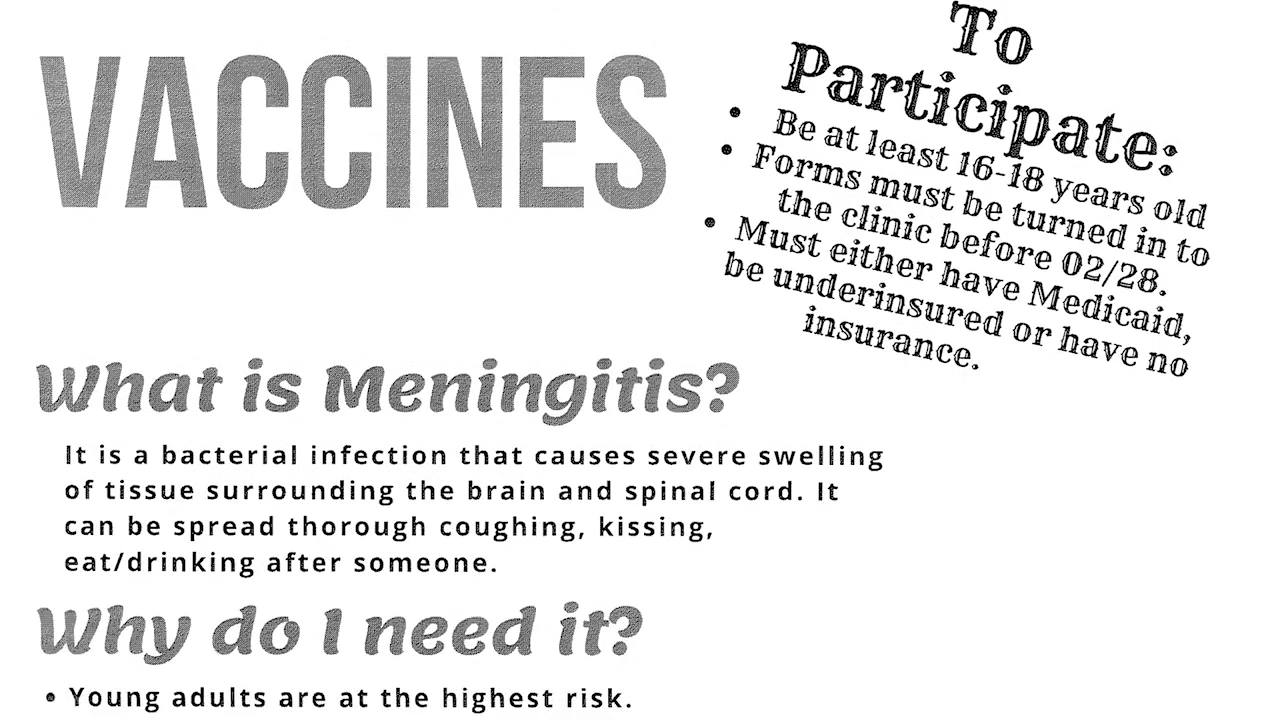 VACCINES
To
Participate:
• Be at least 16-18 years old
• Forms must be turned in to
the clinic before 02/28.
• Must either have Medicaid,
be underinsured or have no
insurance.
What is Meningitis?
It is a bacterial infection that causes severe swelling
of tissue surrounding the brain and spinal cord. It
can be spread thorough coughing, kissing,
eat/drinking after someone.
Why do I need it?
• Young adults are at the highest risk.